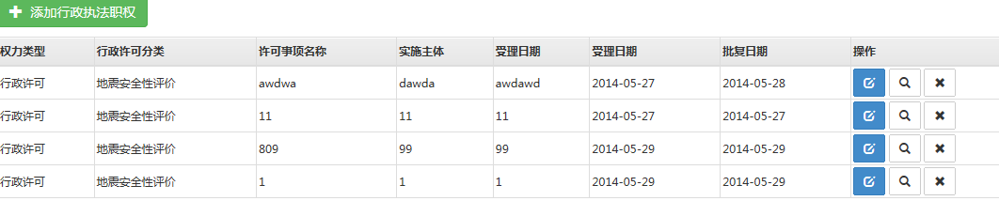 添加行政执法职权
权力类型 行政许可分类 许可事项名称 实施主体 受理日期 受理日期 批复日期 操作
行政许可 地震安全性评价 awdwa dawda awdawd 2014-05-27 2014-05-28
行政许可 地震安全性评价 11 11 11 2014-05-27 2014-05-27
行政许可 地震安全性评价 809 99 99 2014-05-29 2014-05-29
行政许可 地震安全性评价 1 1 1 2014-05-29 2014-05-29